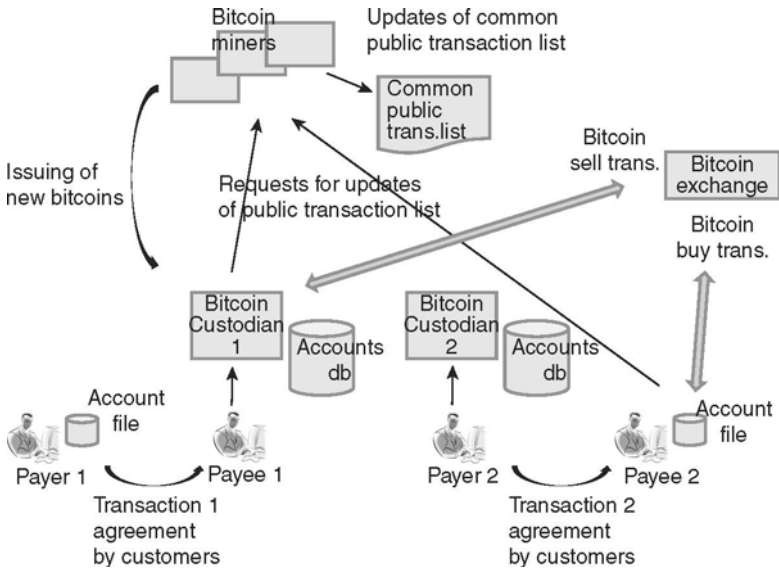 Bitcoin
miners
Updates of common
public transaction list
Common
public
trans.list
Issuing of
new bitcoins
Requests for updates
of public transaction list
Bitcoin
sell trans.
Bitcoin
exchange
Bitcoin
buy trans.
Bitcoin
Custodian
1
Accounts
db
Bitcoin
Custodian
2
Accounts
db
Account
file
Payer 1
Payee 1
Payer 2
Payee 2
Account
file
Transaction 1
agreement
by customers
Transaction 2
agreement
by customers